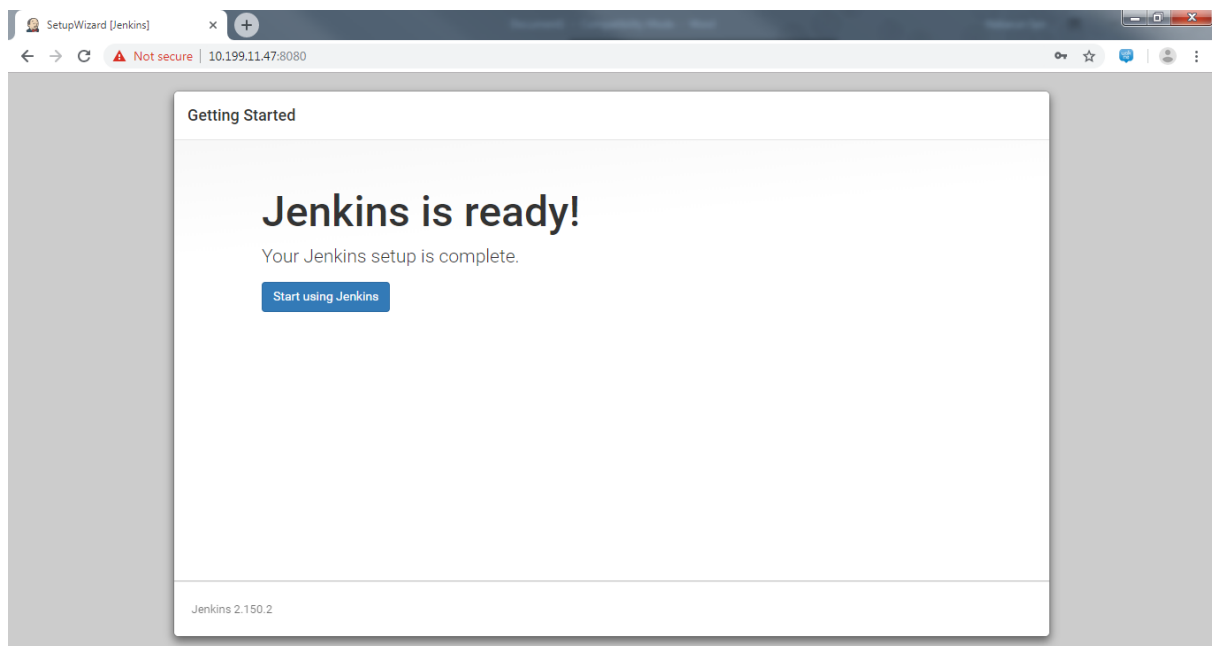 SetupWizard [Jenkins]
Not secure | 10.199.11.47:8080
Getting Started
Jenkins is ready!
Your Jenkins setup is complete.
Start using Jenkins
Jenkins 2.150.2